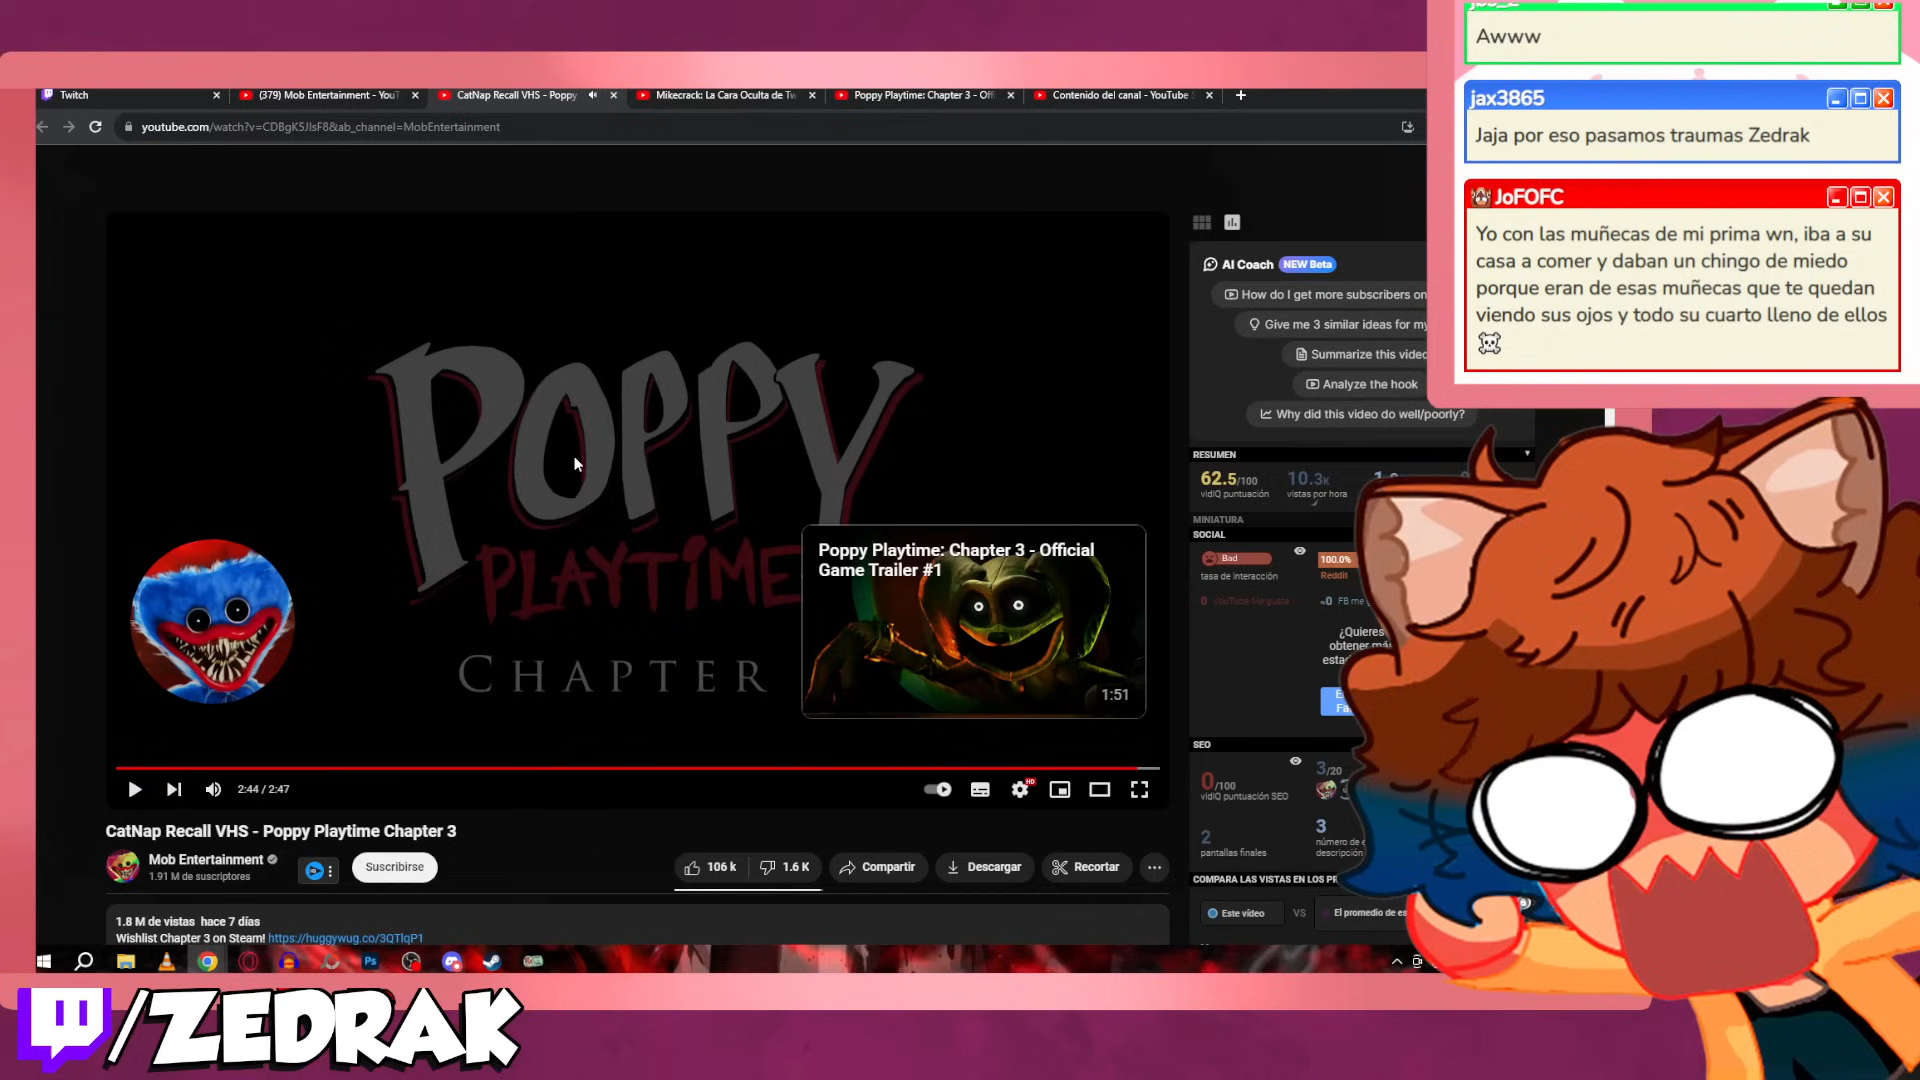 Twitch
(379) Mob Entertainment - YouT
CatNap Recall VHS - Poppy
Mikecrack: La Cara Oculta de Tw
Poppy Playtime: Chapter 3 - Offi
Contenido del canal - YouTube S
youtube.com/watch?v=CDBgK5JIsF8&ab_channel=MobEntertainment
POPPY
PLAYTIME
CHAPTER
Poppy Playtime: Chapter 3 - Official
Game Trailer #1
1:51
2:44 / 2:47
HD
CatNap Recall VHS - Poppy Playtime Chapter 3
Mob Entertainment
1.91 M de suscriptores
Suscribirse
106 k
1.6 K
Compartir
Descargar
Recortar
1.8 M de vistas hace 7 días
Wishlist Chapter 3 on Steam! https://huggywug.co/3QTlqP1
AI Coach NEW Beta
How do I get more subscribers on
Give me 3 similar ideas for my
Summarize this video
Analyze the hook
Why did this video do well/poorly?
RESUMEN
62.5/100
vidIQ puntuación
10.3K
vistas por hora
MINIATURA
SOCIAL
Bad
tasa de interacción
100.0%
Reddit
0 YouTube Me gusta
≈0 FB me g
¿Quieres
obtener más
SEO
0/100
vidIQ puntuación SEO
3/20
2
pantallas finales
3
número de e
descripción
COMPARA LAS VISTAS EN LOS PR
Este vídeo
VS
El promedio de es
Ps
jbs_2
Awww
jax3865
Jaja por eso pasamos traumas Zedrak
JoFOFC
Yo con las muñecas de mi prima wn, iba a su
casa a comer y daban un chingo de miedo
porque eran de esas muñecas que te quedan
viendo sus ojos y todo su cuarto lleno de ellos
/ZEDRAK